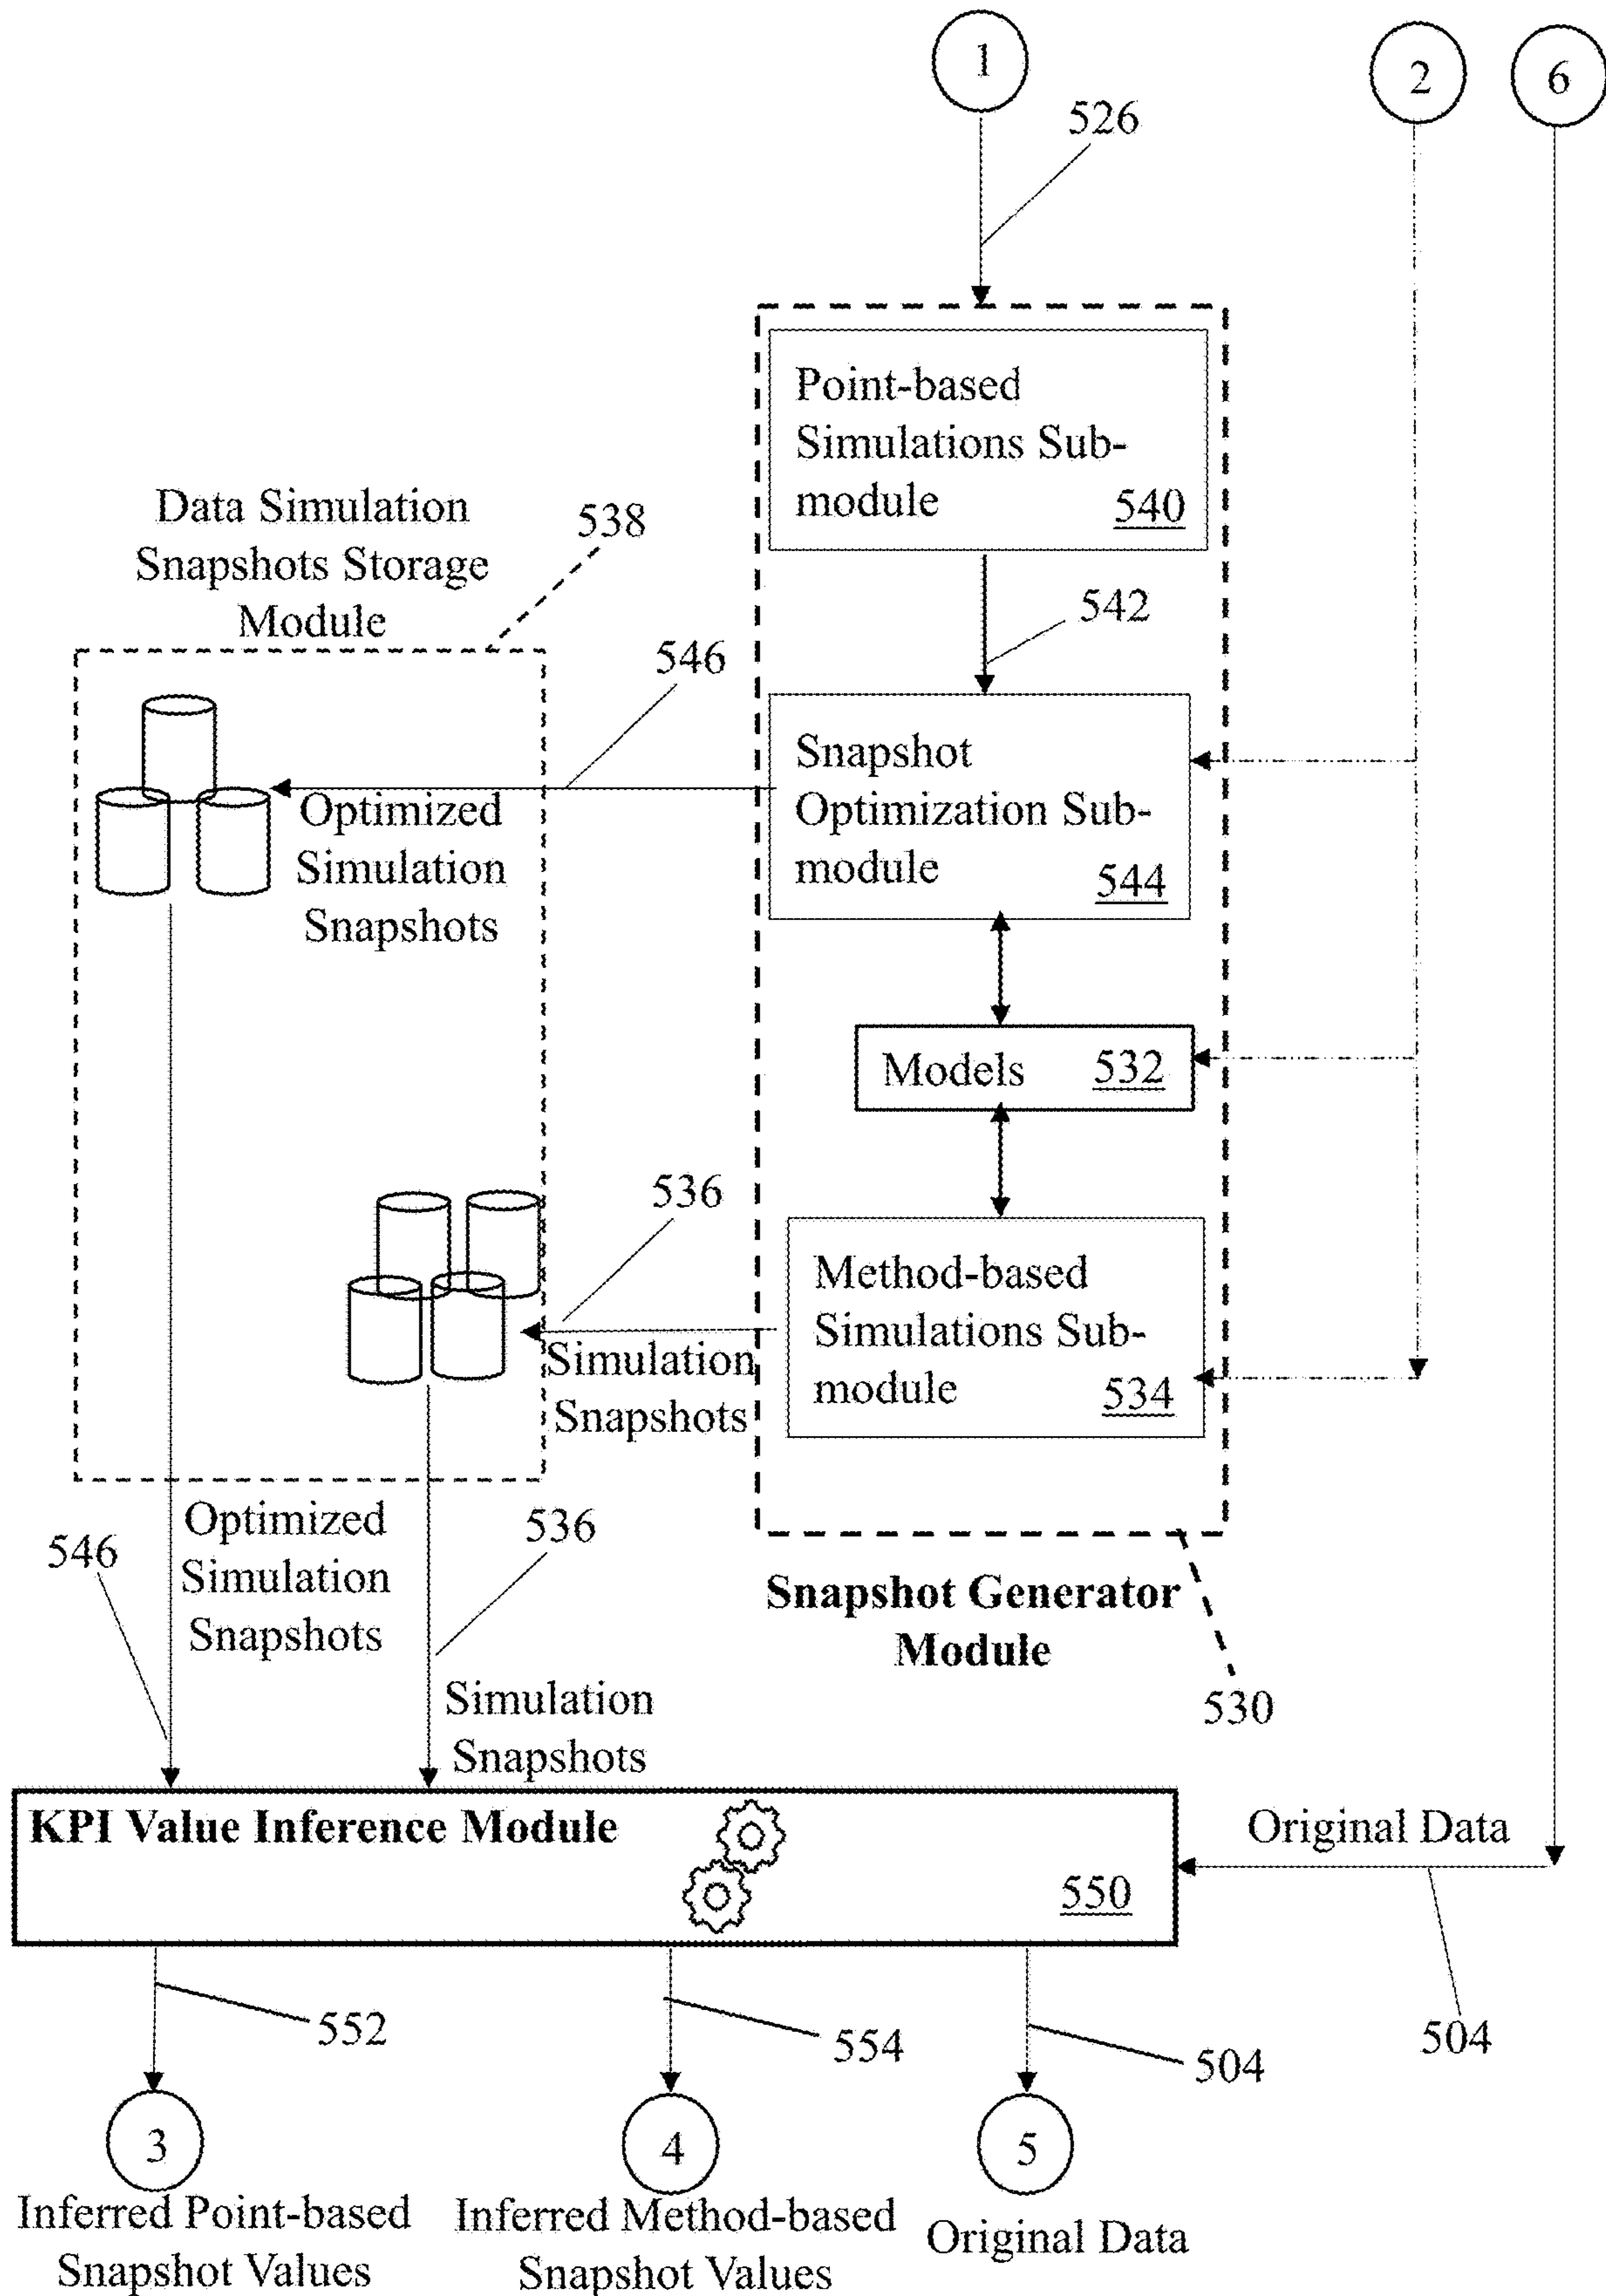 1
2
6
526
Point-based
Simulations Sub-
module
540
Data Simulation
Snapshots Storage
Module
538
542
546
Snapshot
Optimization Sub-
module
544
Optimized
Simulation
Snapshots
Models 532
536
Method-based
Simulations Sub-
module
534
Simulation
Snapshots
Optimized
Simulation
Snapshots
546
536
Snapshot Generator
Module
530
Simulation
Snapshots
KPI Value Inference Module
550
Original Data
504
552
554
504
3
4
5
Inferred Point-based
Snapshot Values
Inferred Method-based
Snapshot Values
Original Data